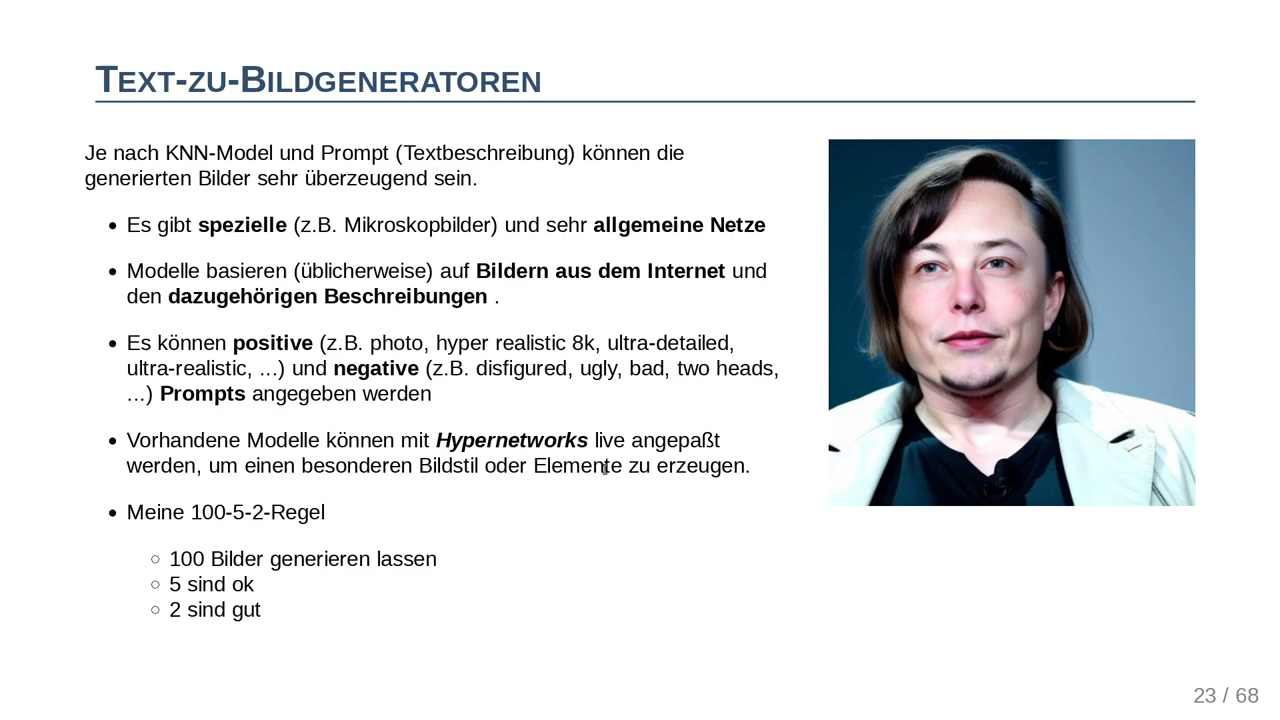 TEXT-ZU-BILDGENERATOREN
Je nach KNN-Model und Prompt (Textbeschreibung) können die
generierten Bilder sehr überzeugend sein.
• Es gibt spezielle (z.B. Mikroskopbilder) und sehr allgemeine Netze
• Modelle basieren (üblicherweise) auf Bildern aus dem Internet und
den dazugehörigen Beschreibungen .
• Es können positive (z.B. photo, hyper realistic 8k, ultra-detailed,
ultra-realistic, ...) und negative (z.B. disfigured, ugly, bad, two heads,
...) Prompts angegeben werden
• Vorhandene Modelle können mit Hypernetworks live angepaßt
werden, um einen besonderen Bildstil oder Elemente zu erzeugen.
• Meine 100-5-2-Regel
○ 100 Bilder generieren lassen
○ 5 sind ok
○ 2 sind gut
23 / 68